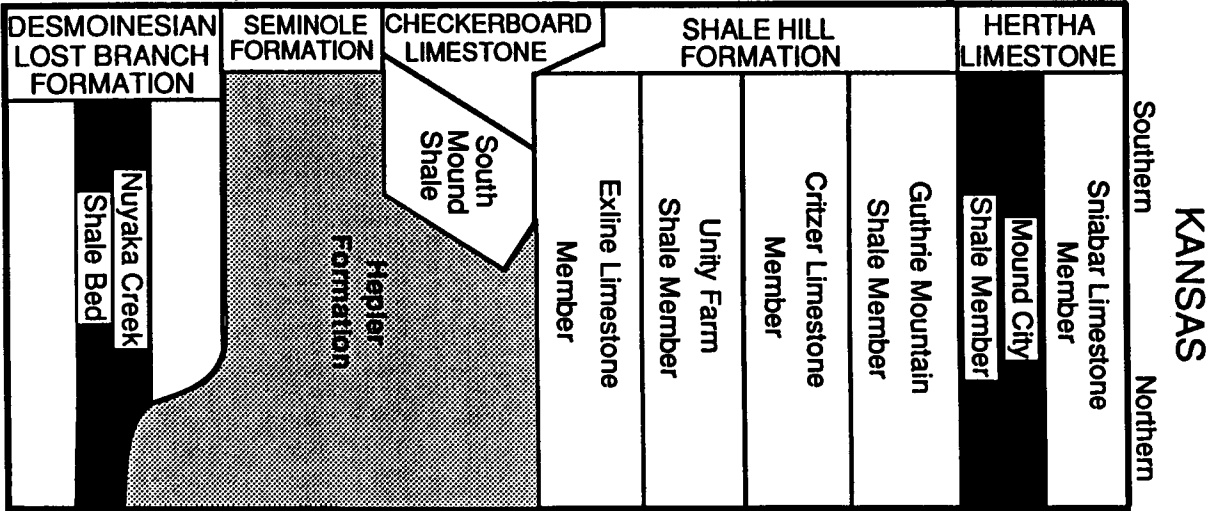 DESMOINESIAN
LOST BRANCH
FORMATION
SEMINOLE
FORMATION
CHECKERBOARD
LIMESTONE
SHALE HILL
FORMATION
HERTHA
LIMESTONE
KANSAS
Southern
Northern
Nuyaka Creek
Shale Bed
Hepler
Formation
South
Mound
Shale
Exline Limestone
Member
Unity Farm
Shale Member
Critzer Limestone
Member
Guthrie Mountain
Shale Member
Mound City
Shale Member
Sniabar Limestone
Member